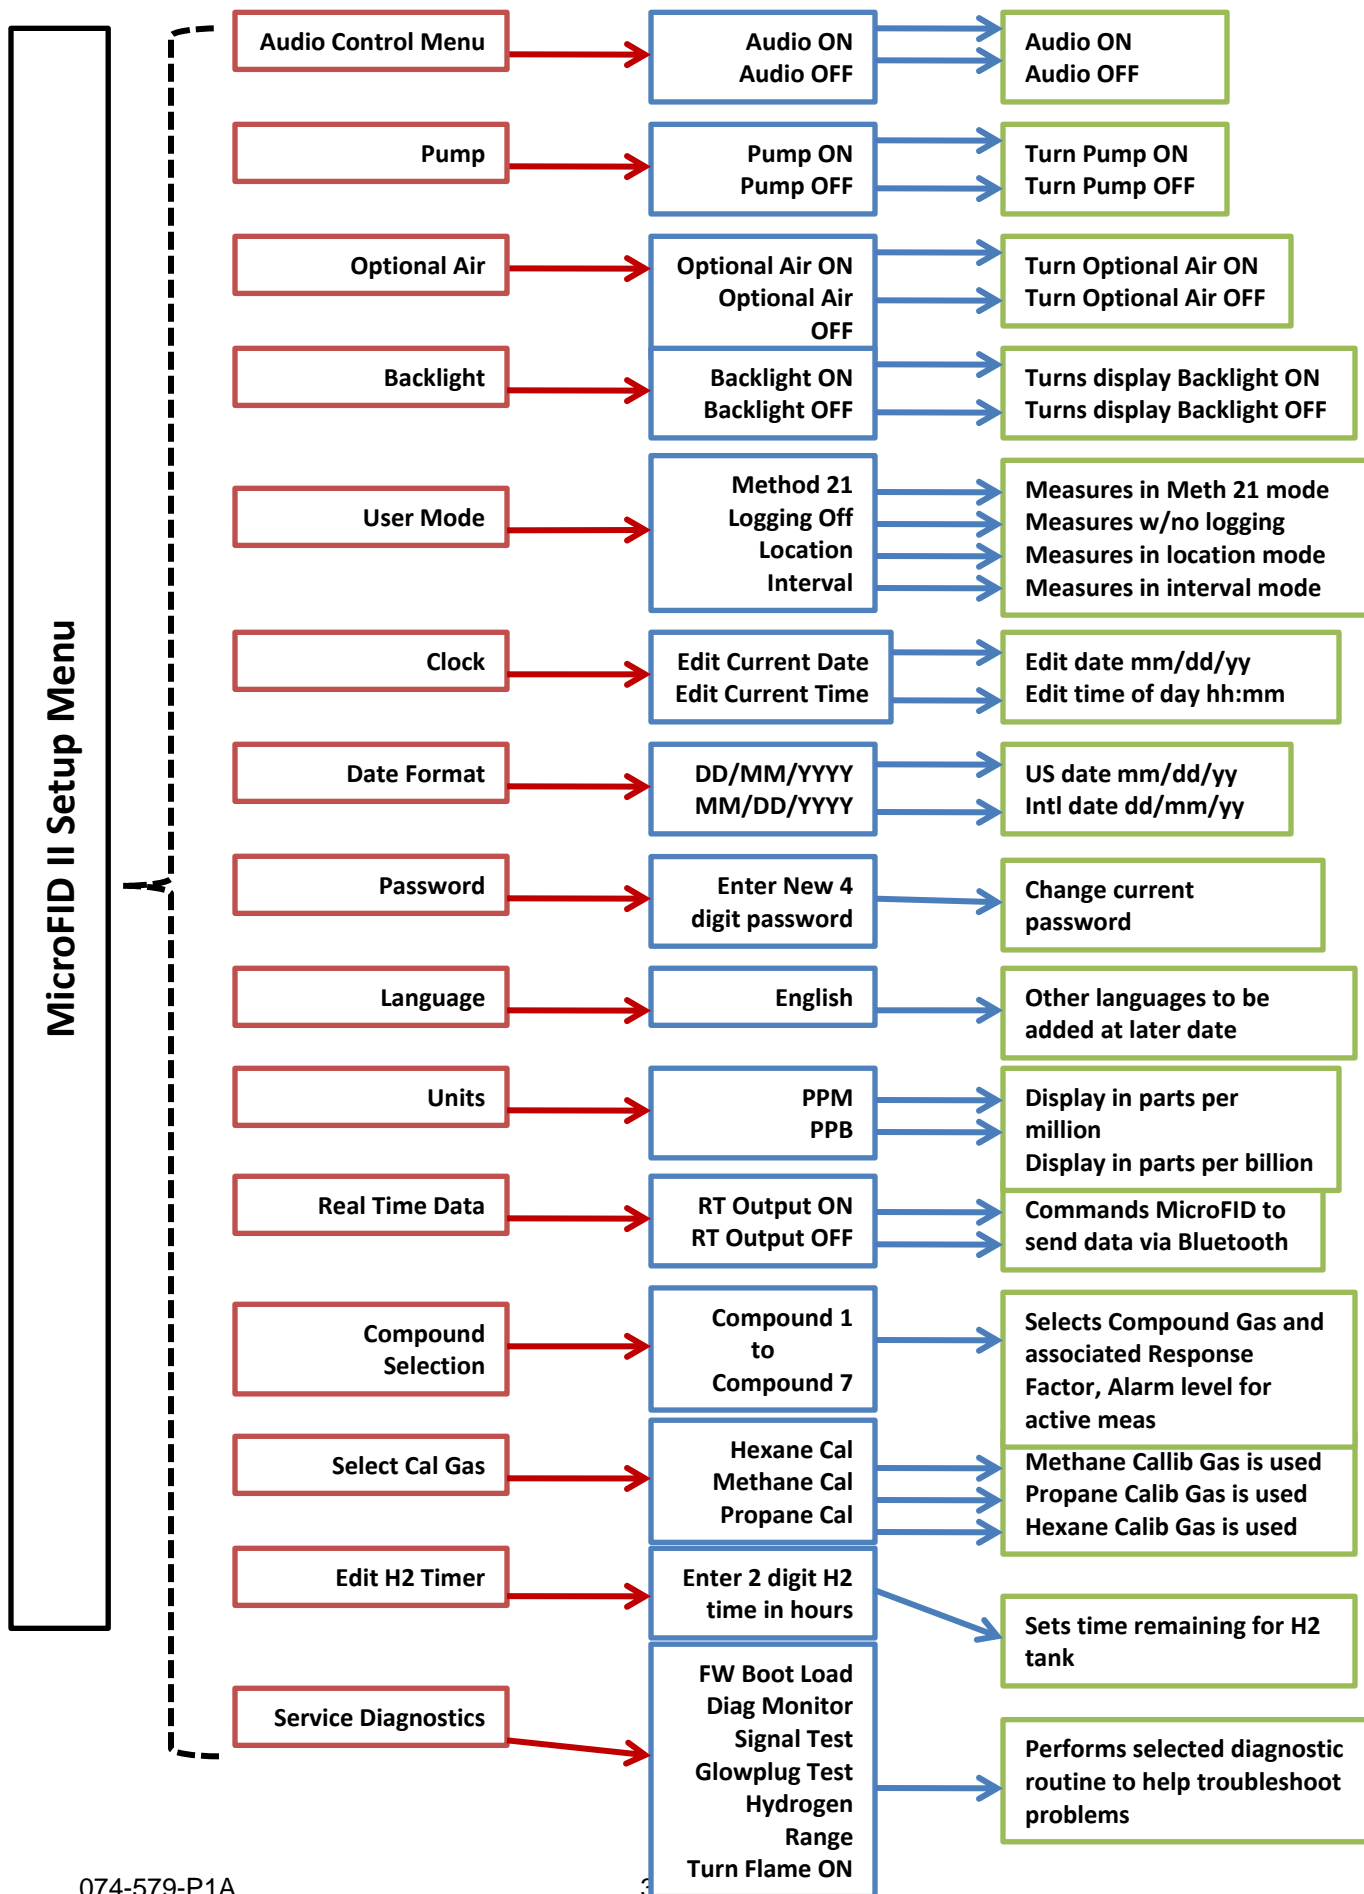 MicroFID II Setup Menu
Audio Control Menu
Audio ON
Audio OFF
Audio ON
Audio OFF
Pump
Pump ON
Pump OFF
Turn Pump ON
Turn Pump OFF
Optional Air
Optional Air ON
Optional Air
OFF
Turn Optional Air ON
Turn Optional Air OFF
Backlight
Backlight ON
Backlight OFF
Turns display Backlight ON
Turns display Backlight OFF
User Mode
Method 21
Logging Off
Location
Interval
Measures in Meth 21 mode
Measures w/no logging
Measures in location mode
Measures in interval mode
Clock
Edit Current Date
Edit Current Time
Edit date mm/dd/yy
Edit time of day hh:mm
Date Format
DD/MM/YYYY
MM/DD/YYYY
US date mm/dd/yy
Intl date dd/mm/yy
Password
Enter New 4
digit password
Change current
password
Language
English
Other languages to be
added at later date
Units
PPM
PPB
Display in parts per
million
Display in parts per billion
Real Time Data
RT Output ON
RT Output OFF
Commands MicroFID to
send data via Bluetooth
Compound
Selection
Compound 1
to
Compound 7
Selects Compound Gas and
associated Response
Factor, Alarm level for
active meas
Select Cal Gas
Hexane Cal
Methane Cal
Propane Cal
Methane Callib Gas is used
Propane Calib Gas is used
Hexane Calib Gas is used
Edit H2 Timer
Enter 2 digit H2
time in hours
Sets time remaining for H2
tank
Service Diagnostics
FW Boot Load
Diag Monitor
Signal Test
Glowplug Test
Hydrogen
Range
Turn Flame ON
Performs selected diagnostic
routine to help troubleshoot
problems
074-579-P1A